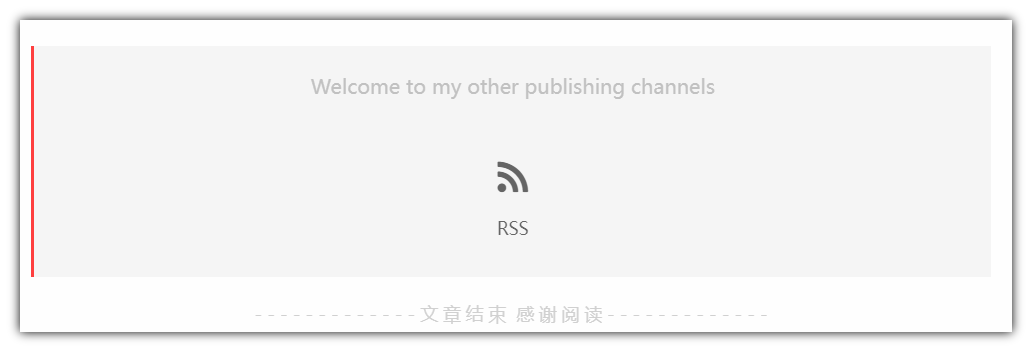 Welcome to my other publishing channels
RSS
-------------文章结束 感谢阅读-------------